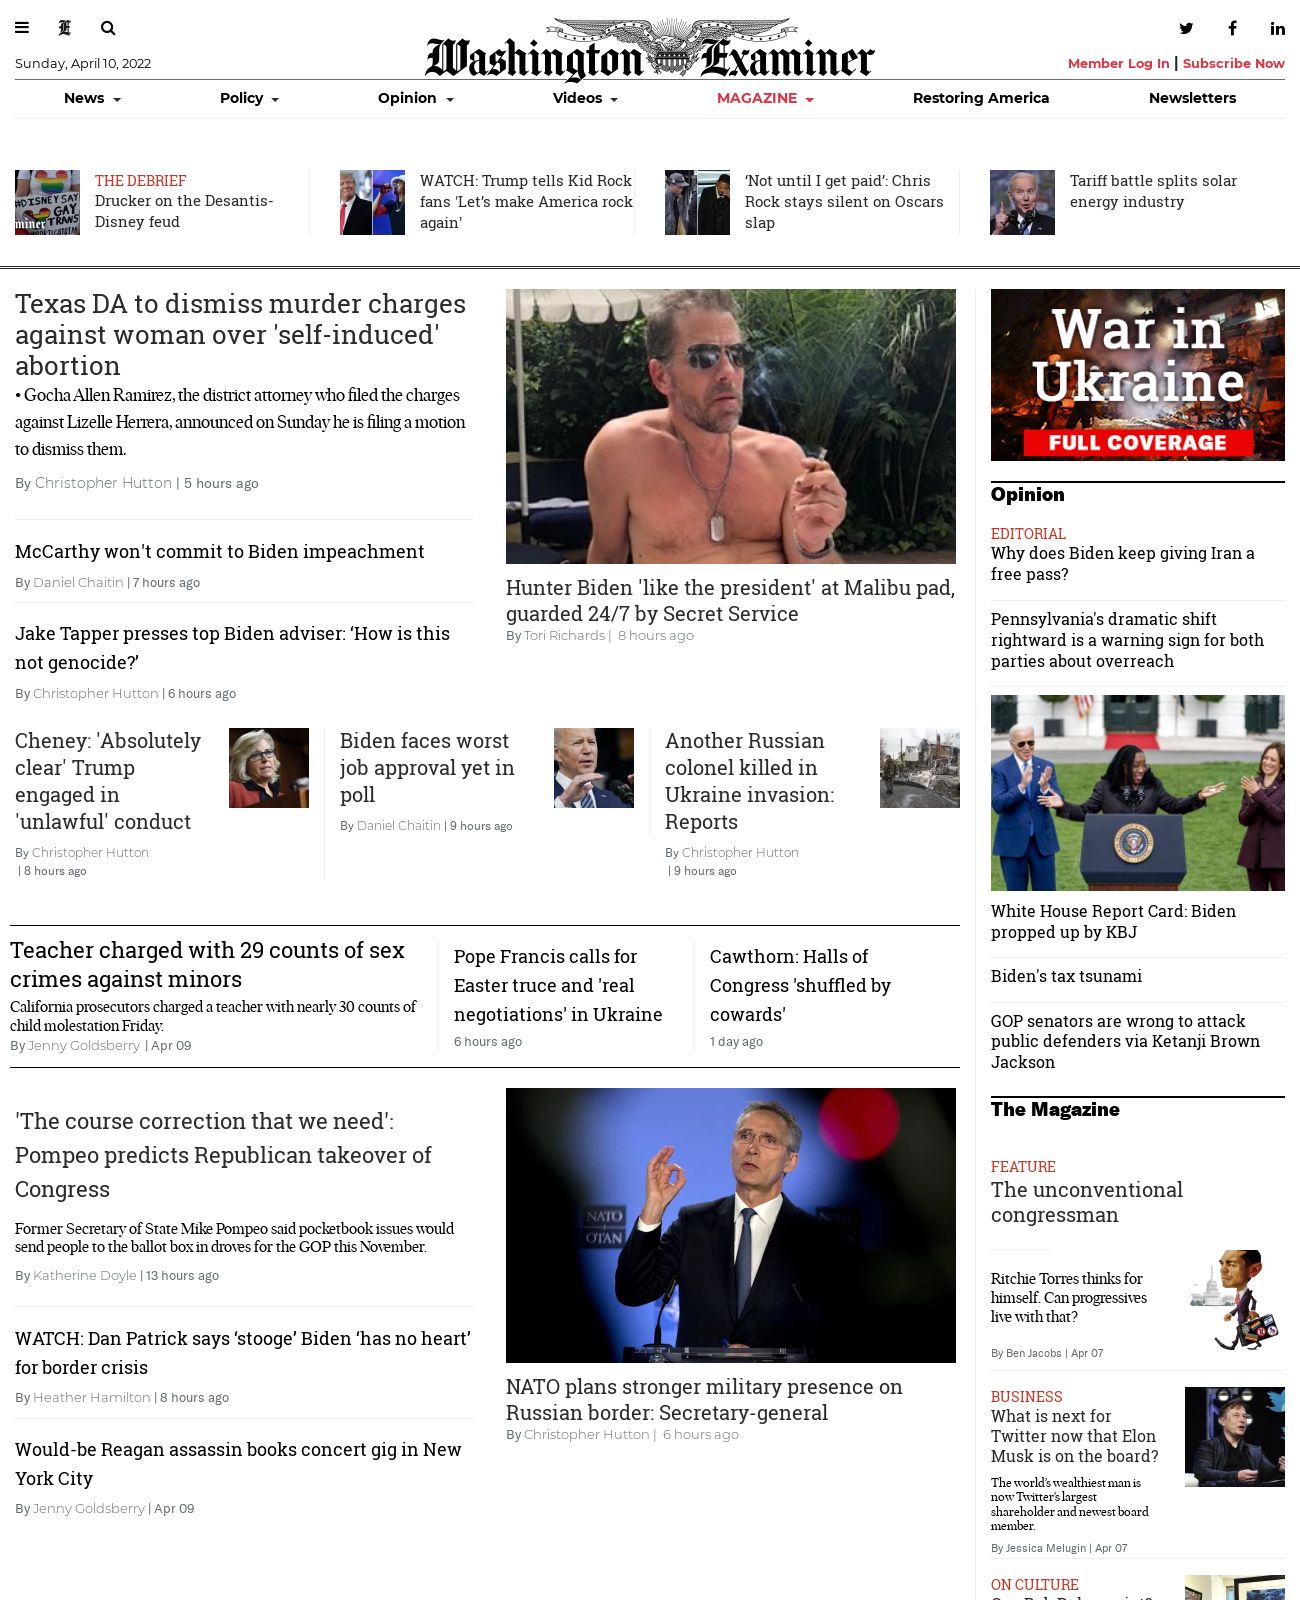 Washington Examiner
Sunday, April 10, 2022
Member Log In | Subscribe Now
News
Policy
Opinion
Videos
MAGAZINE
Restoring America
Newsletters
THE DEBRIEF
Drucker on the Desantis-
Disney feud
WATCH: Trump tells Kid Rock
fans 'Let's make America rock
again'
‘Not until I get paid’: Chris
Rock stays silent on Oscars
slap
Tariff battle splits solar
energy industry
Texas DA to dismiss murder charges
against woman over 'self-induced'
abortion
• Gocha Allen Ramirez, the district attorney who filed the charges
against Lizelle Herrera, announced on Sunday he is filing a motion
to dismiss them.
By Christopher Hutton | 5 hours ago
McCarthy won't commit to Biden impeachment
By Daniel Chaitin | 7 hours ago
Jake Tapper presses top Biden adviser: ‘How is this
not genocide?’
By Christopher Hutton | 6 hours ago
Hunter Biden 'like the president' at Malibu pad,
guarded 24/7 by Secret Service
By Tori Richards | 8 hours ago
Cheney: 'Absolutely
clear' Trump
engaged in
'unlawful' conduct
By Christopher Hutton
| 8 hours ago
Biden faces worst
job approval yet in
poll
By Daniel Chaitin | 9 hours ago
Another Russian
colonel killed in
Ukraine invasion:
Reports
By Christopher Hutton
| 9 hours ago
Teacher charged with 29 counts of sex
crimes against minors
California prosecutors charged a teacher with nearly 30 counts of
child molestation Friday.
By Jenny Goldsberry | Apr 09
Pope Francis calls for
Easter truce and 'real
negotiations' in Ukraine
6 hours ago
Cawthorn: Halls of
Congress 'shuffled by
cowards'
1 day ago
'The course correction that we need':
Pompeo predicts Republican takeover of
Congress
Former Secretary of State Mike Pompeo said pocketbook issues would
send people to the ballot box in droves for the GOP this November.
By Katherine Doyle | 13 hours ago
WATCH: Dan Patrick says ‘stooge’ Biden ‘has no heart’
for border crisis
By Heather Hamilton | 8 hours ago
Would-be Reagan assassin books concert gig in New
York City
By Jenny Goldsberry | Apr 09
NATO
OTAN
NATO plans stronger military presence on
Russian border: Secretary-general
By Christopher Hutton | 6 hours ago
War in
Ukraine
FULL COVERAGE
Opinion
EDITORIAL
Why does Biden keep giving Iran a
free pass?
Pennsylvania's dramatic shift
rightward is a warning sign for both
parties about overreach
White House Report Card: Biden
propped up by KBJ
Biden's tax tsunami
GOP senators are wrong to attack
public defenders via Ketanji Brown
Jackson
The Magazine
FEATURE
The unconventional
congressman
Ritchie Torres thinks for
himself. Can progressives
live with that?
By Ben Jacobs | Apr 07
BUSINESS
What is next for
Twitter now that Elon
Musk is on the board?
The world's wealthiest man is
now Twitter's largest
shareholder and newest board
member.
By Jessica Melugin | Apr 07
ON CULTURE